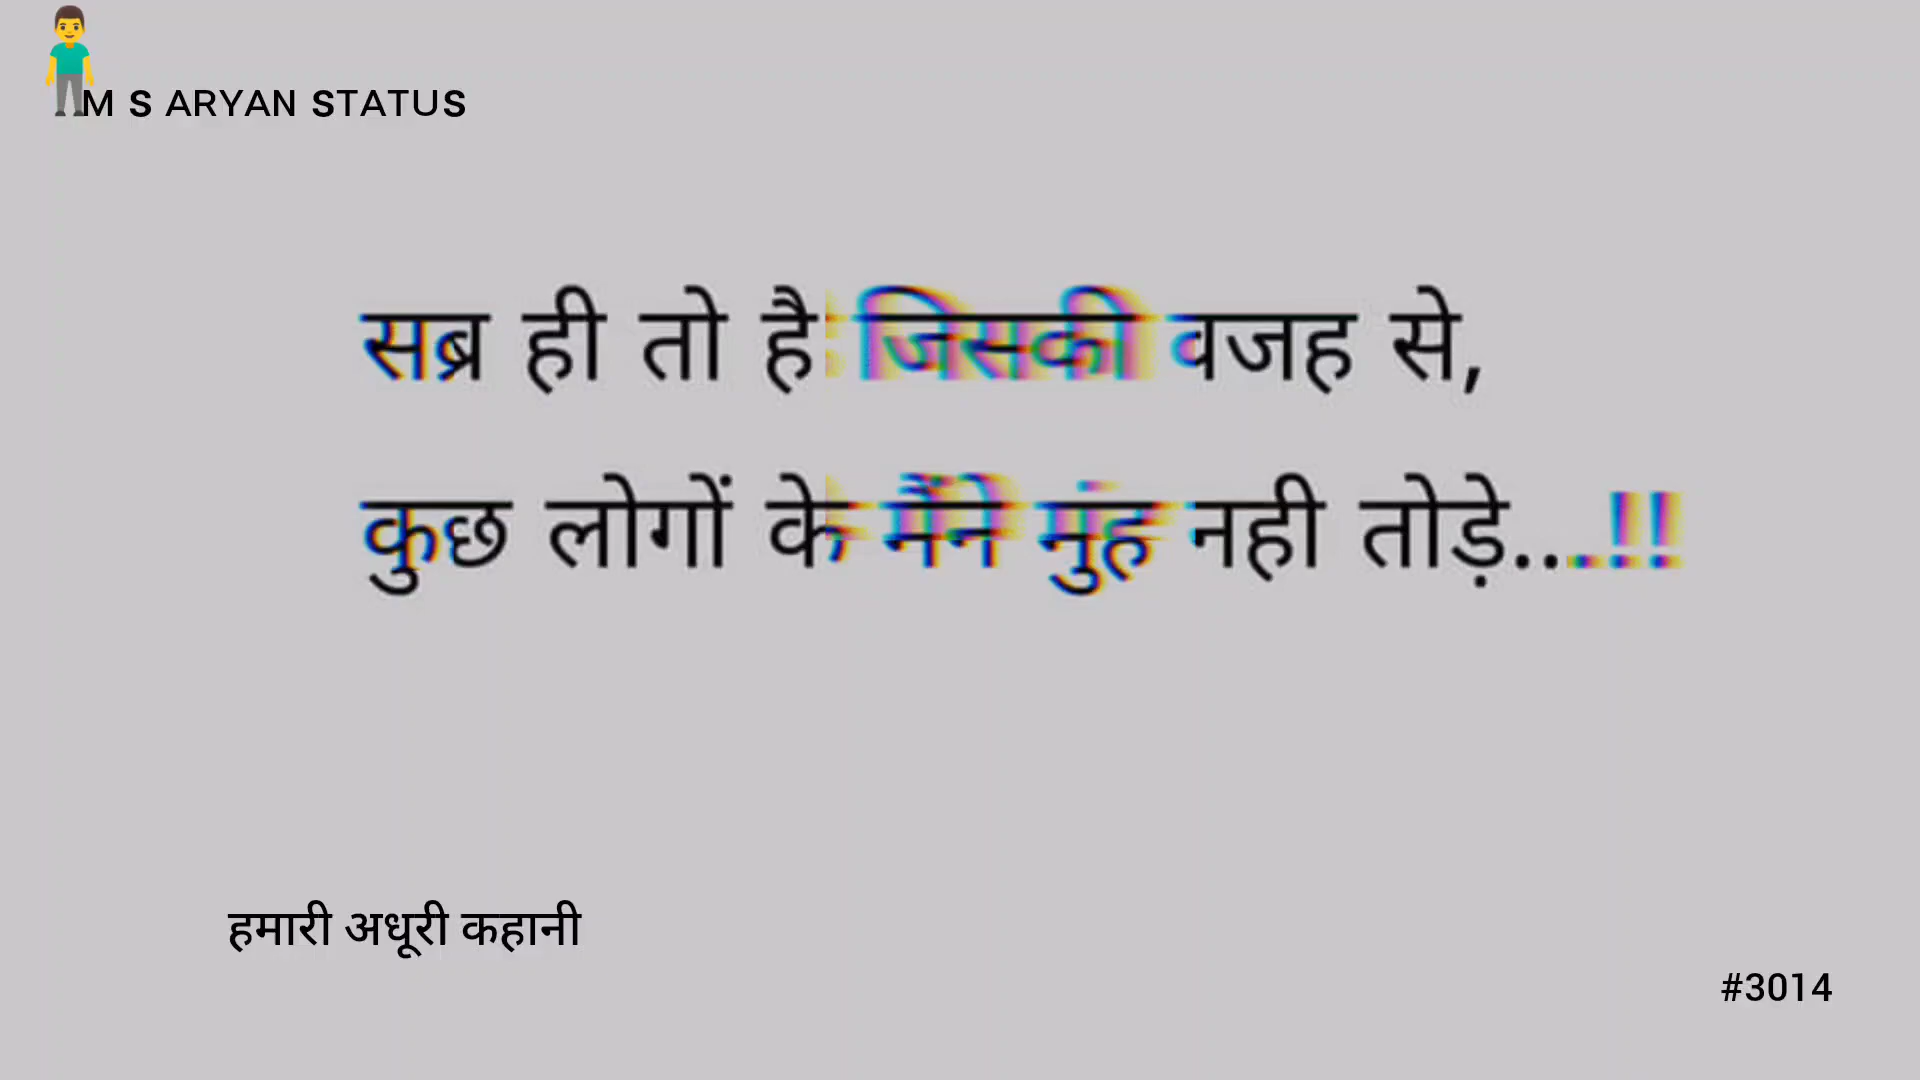 M S ARYAN STATUS
सब्र ही तो है जिसकी वजह से,
कुछ लोगों के मैंने मुंह नही तोड़े...!!
हमारी अधूरी कहानी
#3014